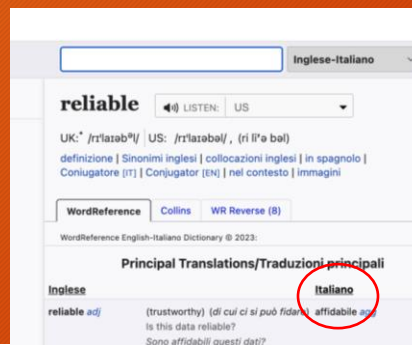 Inglese-Italiano
reliable LISTEN: US
UK:* /rɪˈlaɪəbᵊl/ US: /rɪˈlaɪəbəl/ , (ri līˈə bəl)
definizione | Sinonimi inglesi | collocazioni inglesi | in spagnolo |
Coniugatore [IT] | Conjugator [EN] | nel contesto | immagini
WordReference Collins WR Reverse (8)
WordReference English-Italiano Dictionary © 2023:
Principal Translations/Traduzioni principali
Inglese Italiano
reliable adj (trustworthy) (di cui ci si può fidare) affidabile agg
Is this data reliable?
Sono affidabili questi dati?